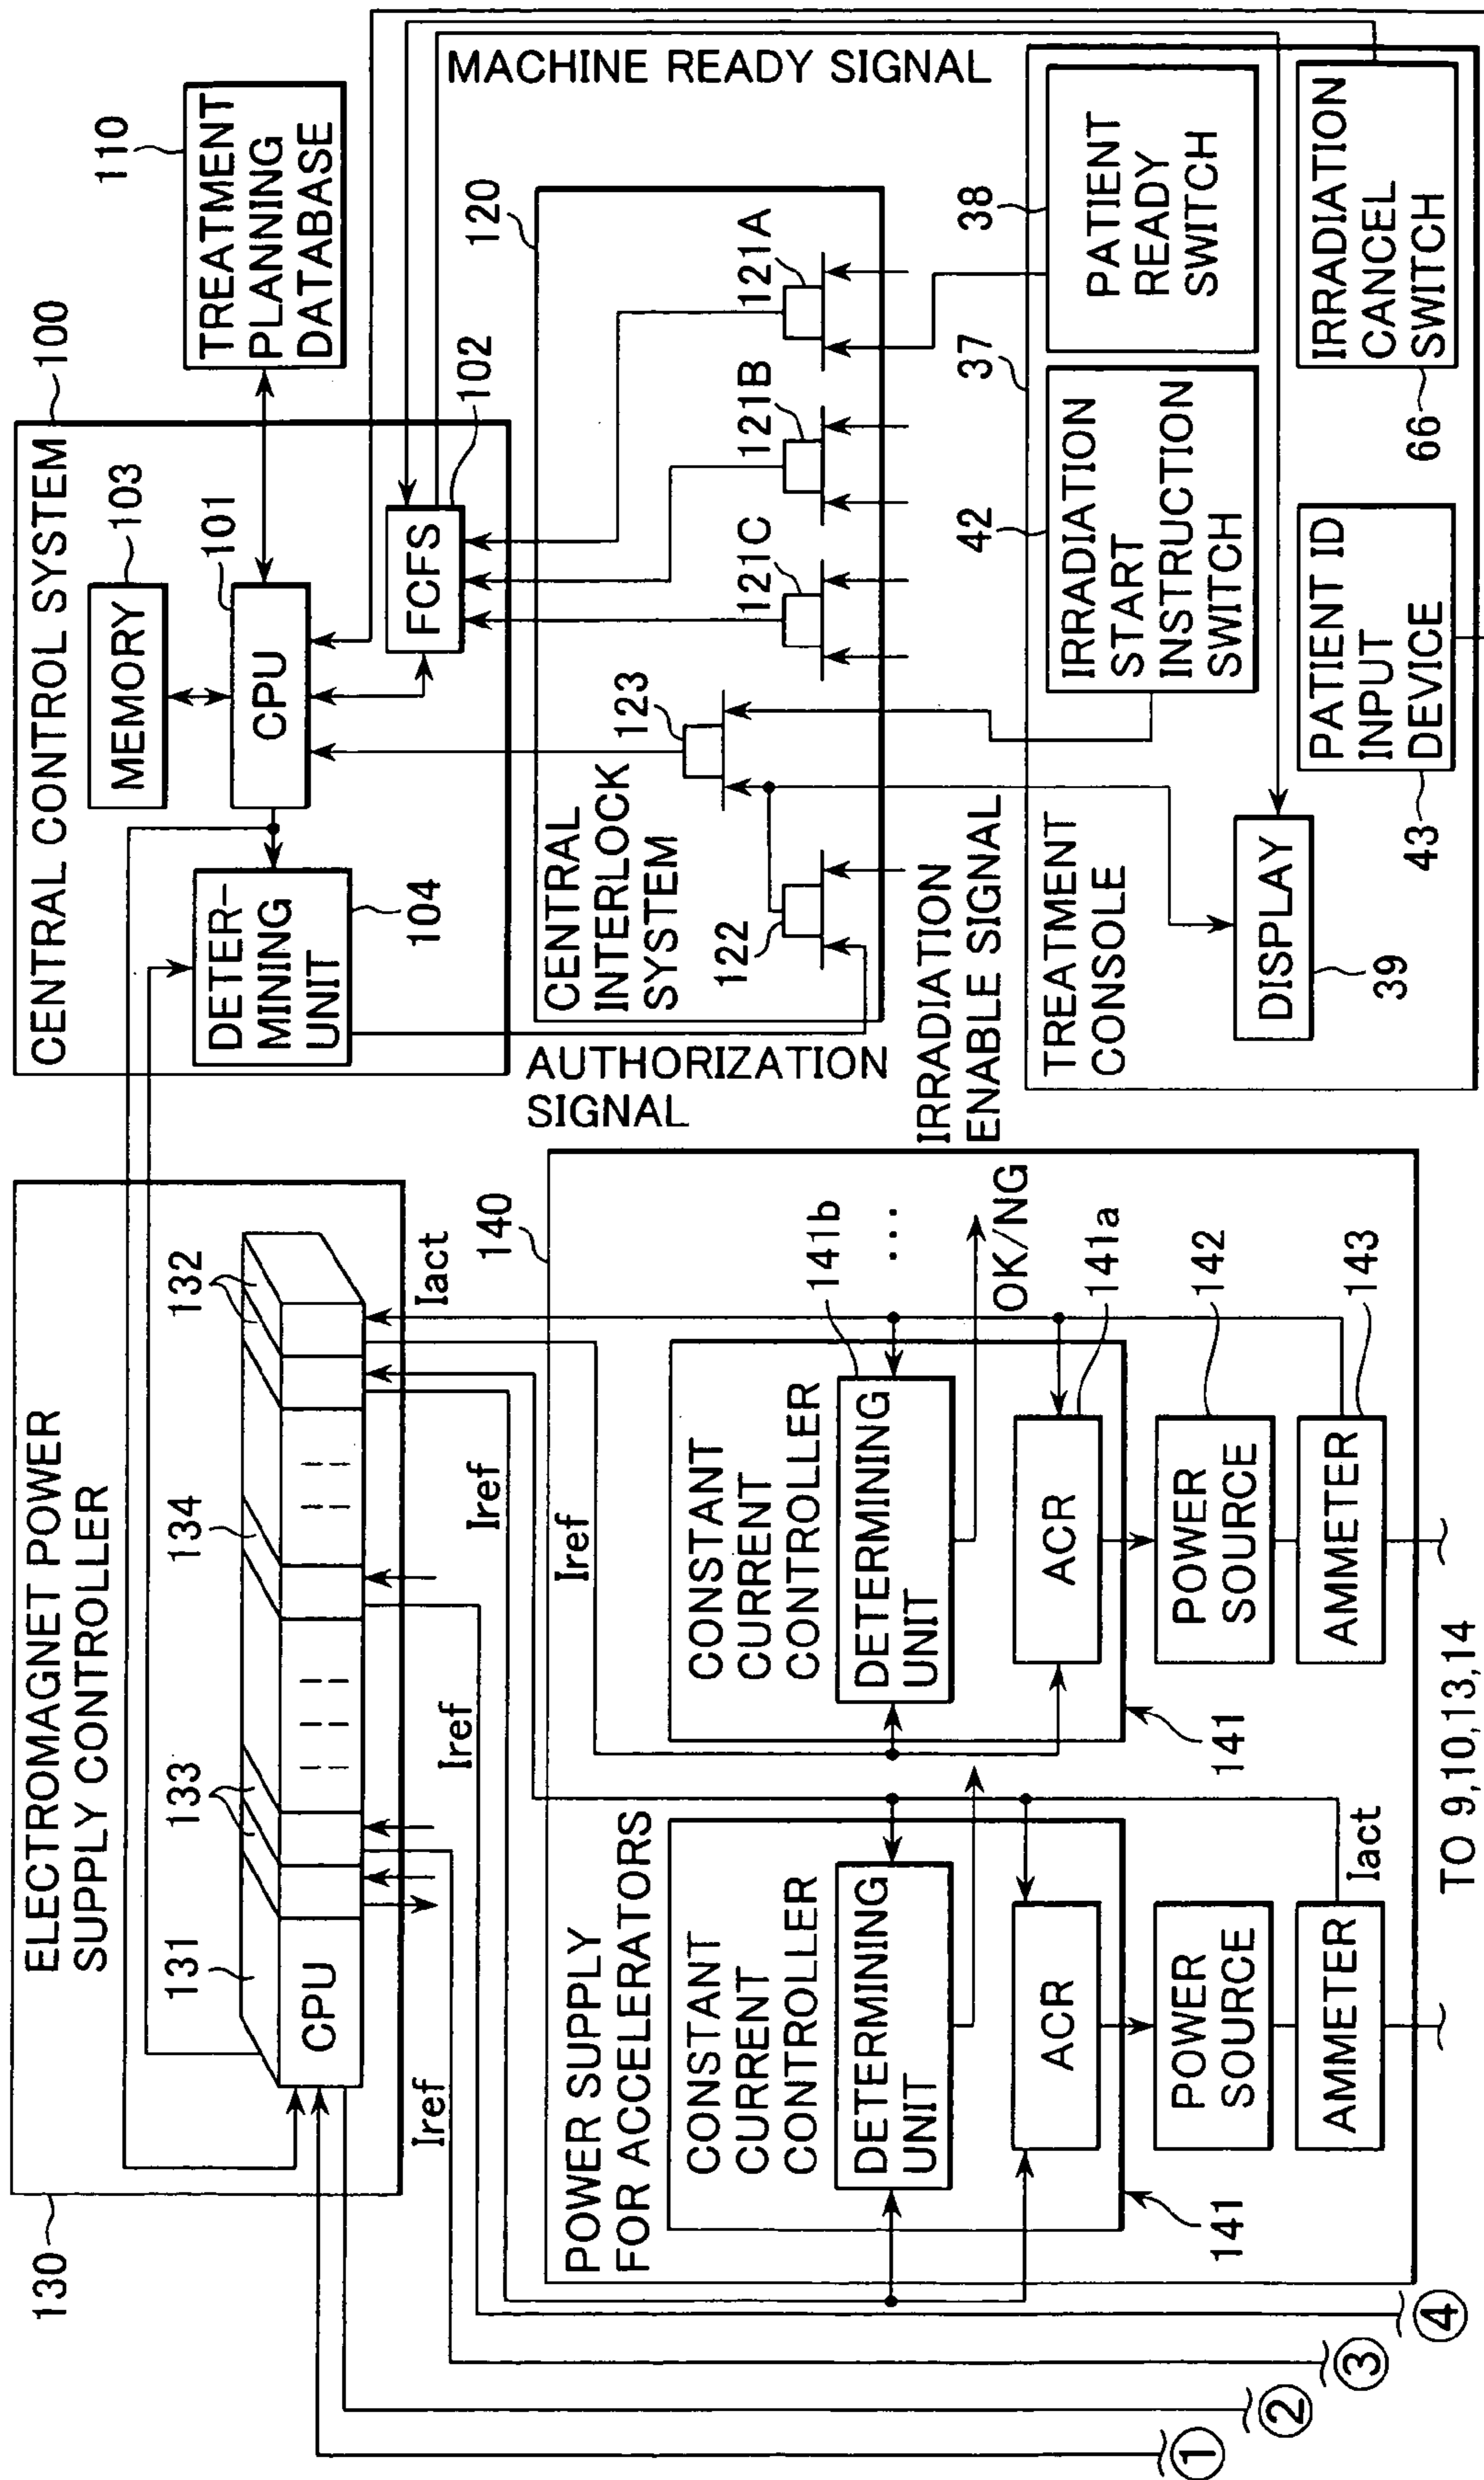 130
ELECTROMAGNET POWER
SUPPLY CONTROLLER
131
CPU
133
134
132
Iref
Iref
Iref
Iref
Iact
CENTRAL CONTROL SYSTEM
100
MEMORY
103
101
CPU
DETER-
MINING
UNIT
104
FCFS
102
110
TREATMENT
PLANNING
DATABASE
AUTHORIZATION
SIGNAL
MACHINE READY SIGNAL
120
CENTRAL
INTERLOCK
SYSTEM
122
123
121C
121B
121A
IRRADIATION
ENABLE SIGNAL
POWER SUPPLY
FOR ACCELERATORS
140
CONSTANT
CURRENT
CONTROLLER
DETERMINING
UNIT
ACR
141
POWER
SOURCE
AMMETER
Iact
CONSTANT
CURRENT
CONTROLLER
DETERMINING
UNIT
141b
...
OK/NG
ACR
141a
141
POWER
SOURCE
142
AMMETER
143
TO 9,10,13,14
TREATMENT
CONSOLE
37
DISPLAY
39
42
IRRADIATION
START
INSTRUCTION
SWITCH
38
PATIENT
READY
SWITCH
PATIENT ID
INPUT
DEVICE
43
IRRADIATION
CANCEL
SWITCH
66
①
②
③
④